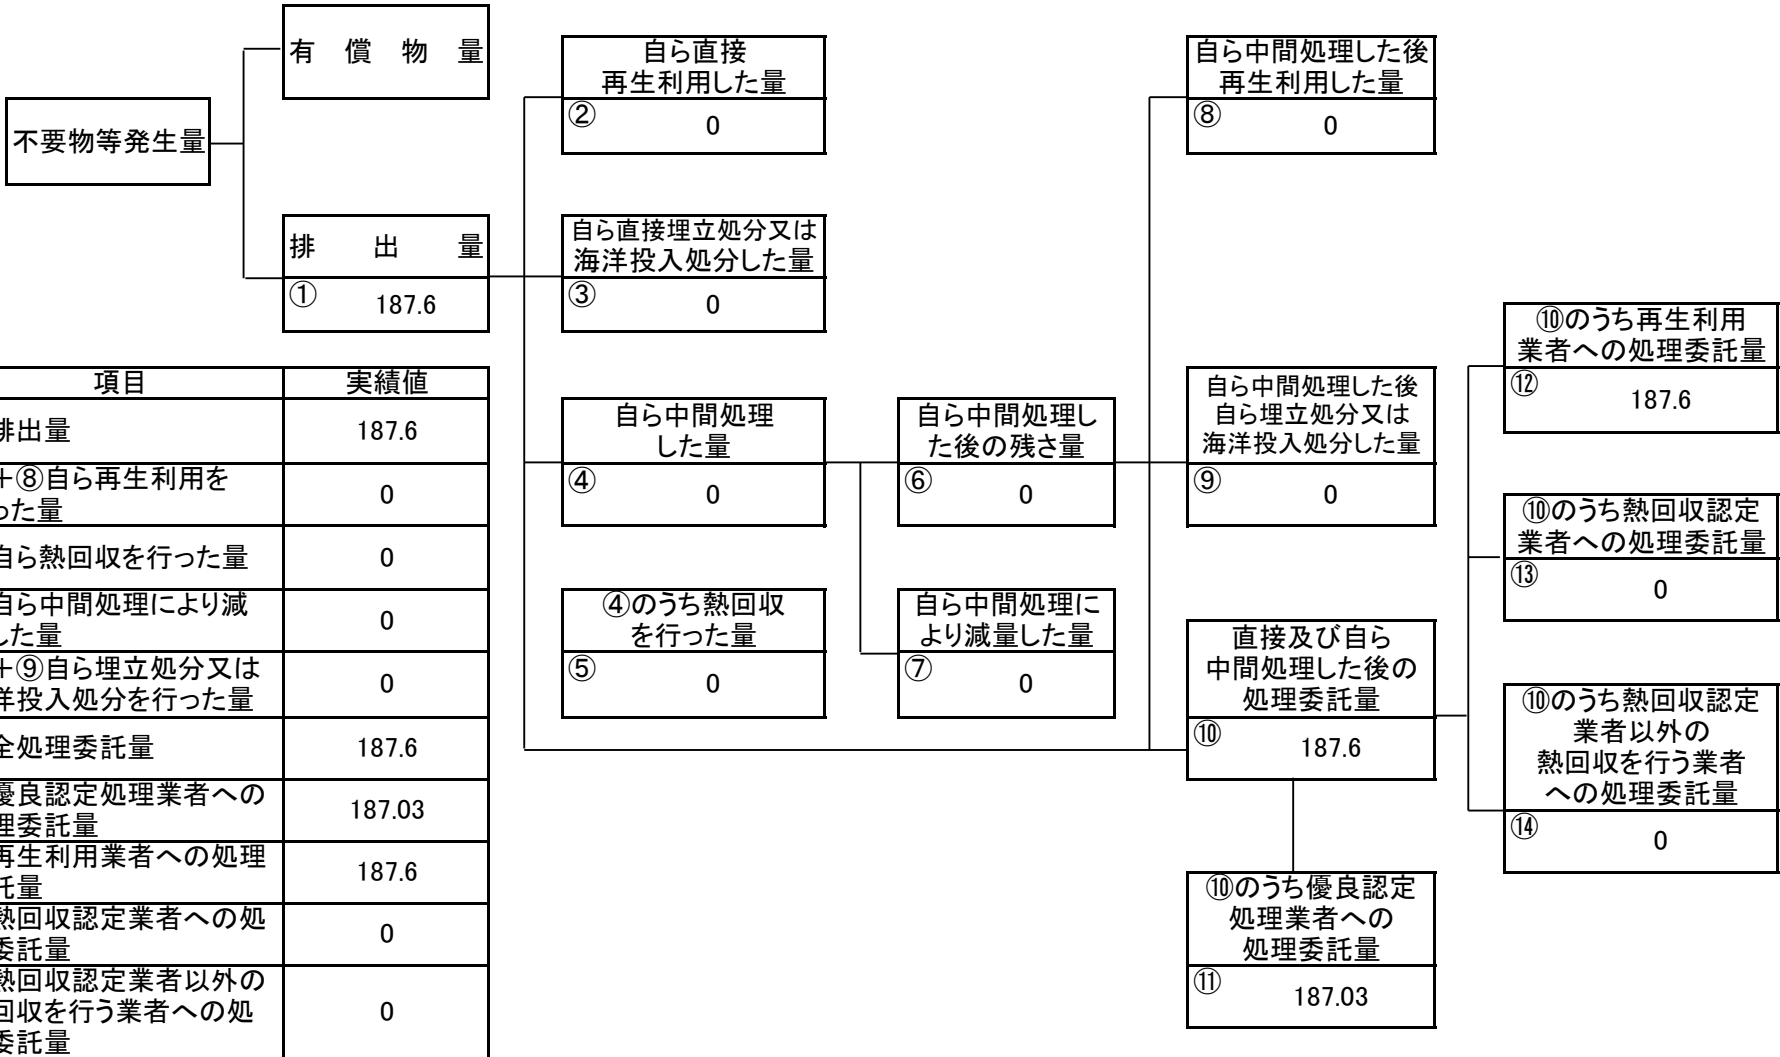 有 償 物 量
不要物等発生量
排 出 量
① 187.6
自ら直接
再生利用した量
② 0
自ら直接埋立処分又は
海洋投入処分した量
③ 0
自ら中間処理
した量
④ 0
④のうち熱回収
を行った量
⑤ 0
自ら中間処理し
た後の残さ量
⑥ 0
自ら中間処理に
より減量した量
⑦ 0
自ら中間処理した後
再生利用した量
⑧ 0
自ら中間処理した後
自ら埋立処分又は
海洋投入処分した量
⑨ 0
直接及び自ら
中間処理した後の
処理委託量
⑩ 187.6
⑩のうち優良認定
処理業者への
処理委託量
⑪ 187.03
⑩のうち再生利用
業者への処理委託量
⑫ 187.6
⑩のうち熱回収認定
業者への処理委託量
⑬ 0
⑩のうち熱回収認定
業者以外の
熱回収を行う業者
への処理委託量
⑭ 0
項目 実績値
排出量 187.6
+⑧自ら再生利用を
った量 0
自ら熱回収を行った量 0
自ら中間処理により減
した量 0
+⑨自ら埋立処分又は
洋投入処分を行った量 0
全処理委託量 187.6
優良認定処理業者への
理委託量 187.03
再生利用業者への処理
託量 187.6
熱回収認定業者への処
委託量 0
熱回収認定業者以外の
回収を行う業者への処
委託量 0